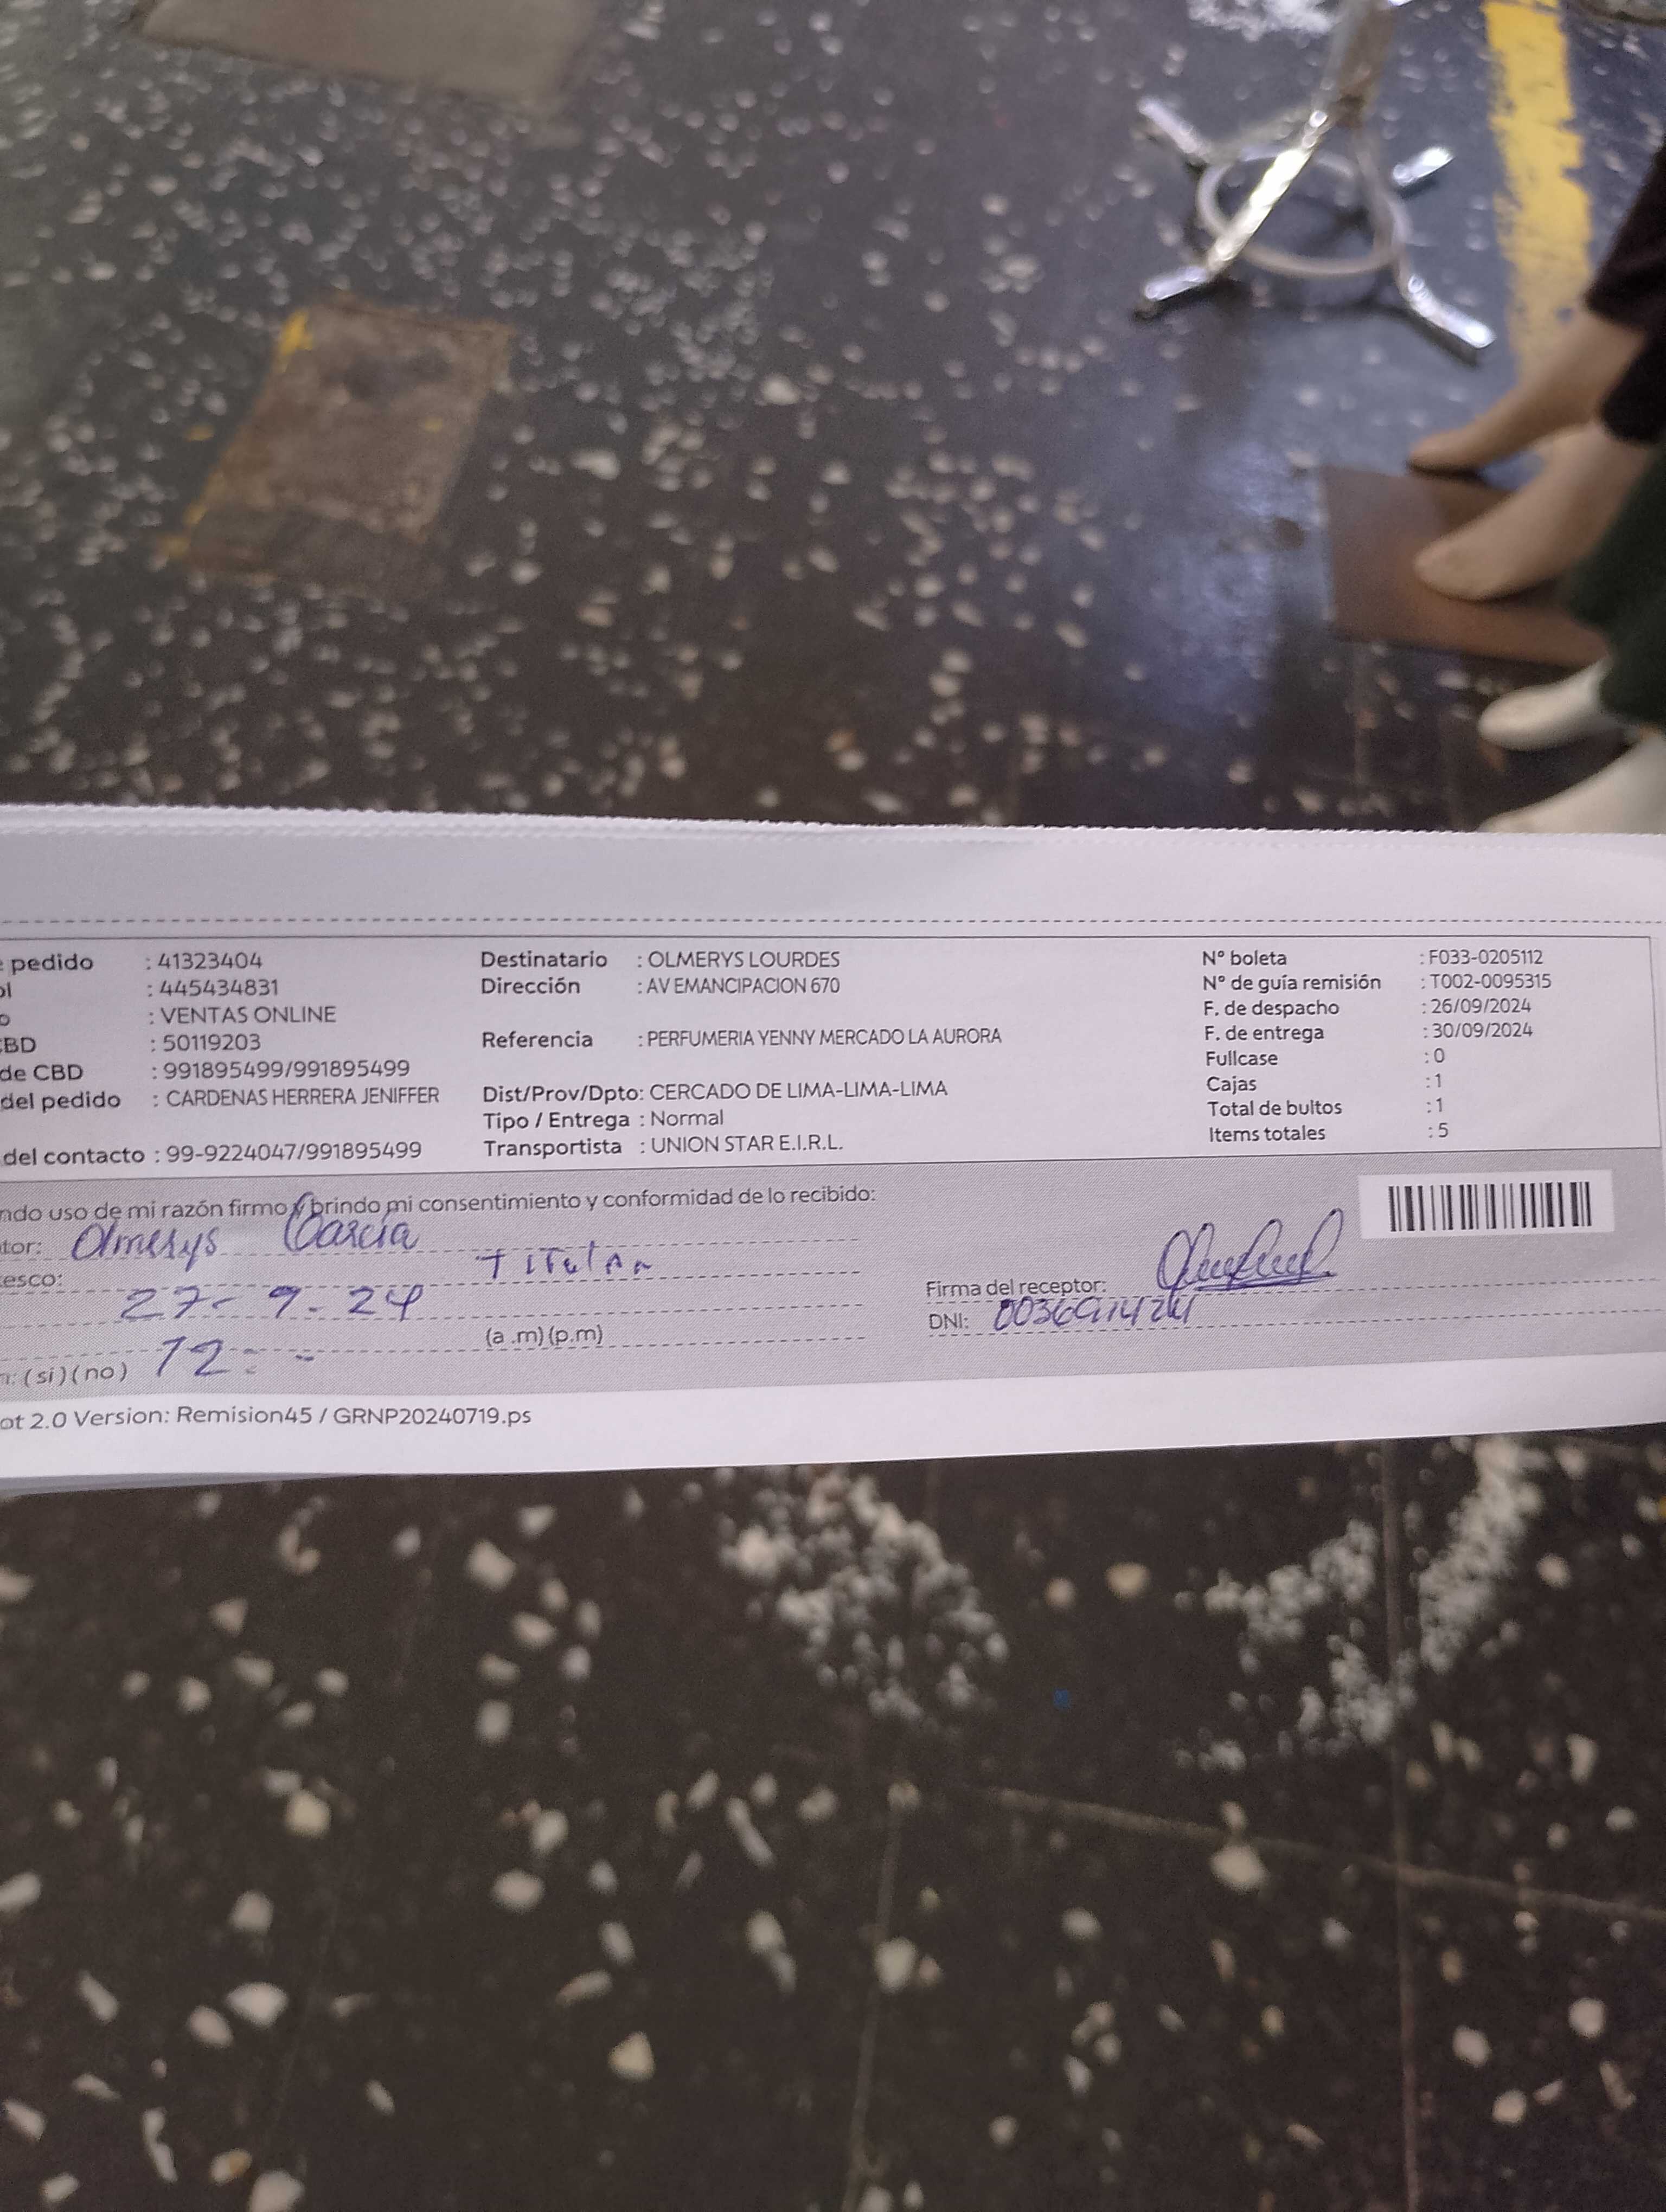 pedido : 41323404 Destinatario : OLMERYS LOURDES Nº boleta : F033-0205112
ol : 445434831 Dirección : AV EMANCIPACION 670 Nº de guía remisión : T002-0095315
o : VENTAS ONLINE F. de despacho : 26/09/2024
CBD : 50119203 Referencia : PERFUMERIA YENNY MERCADO LA AURORA F. de entrega : 30/09/2024
de CBD : 991895499/991895499 Fullcase : 0
del pedido : CARDENAS HERRERA JENIFFER Dist/Prov/Dpto: CERCADO DE LIMA-LIMA-LIMA Cajas : 1
Tipo / Entrega : Normal Total de bultos : 1
del contacto : 99-9224047/991895499 Transportista : UNION STAR E.I.R.L. Items totales : 5
ndo uso de mi razón firmo y brindo mi consentimiento y conformidad de lo recibido:
tor: Olmerys Garcia
esco: TITULAR Firma del receptor:
27-9-24 DNI:
(a .m) (p.m)
n: (si) (no) 12
ot 2.0 Version: Remision45 / GRNP20240719.ps